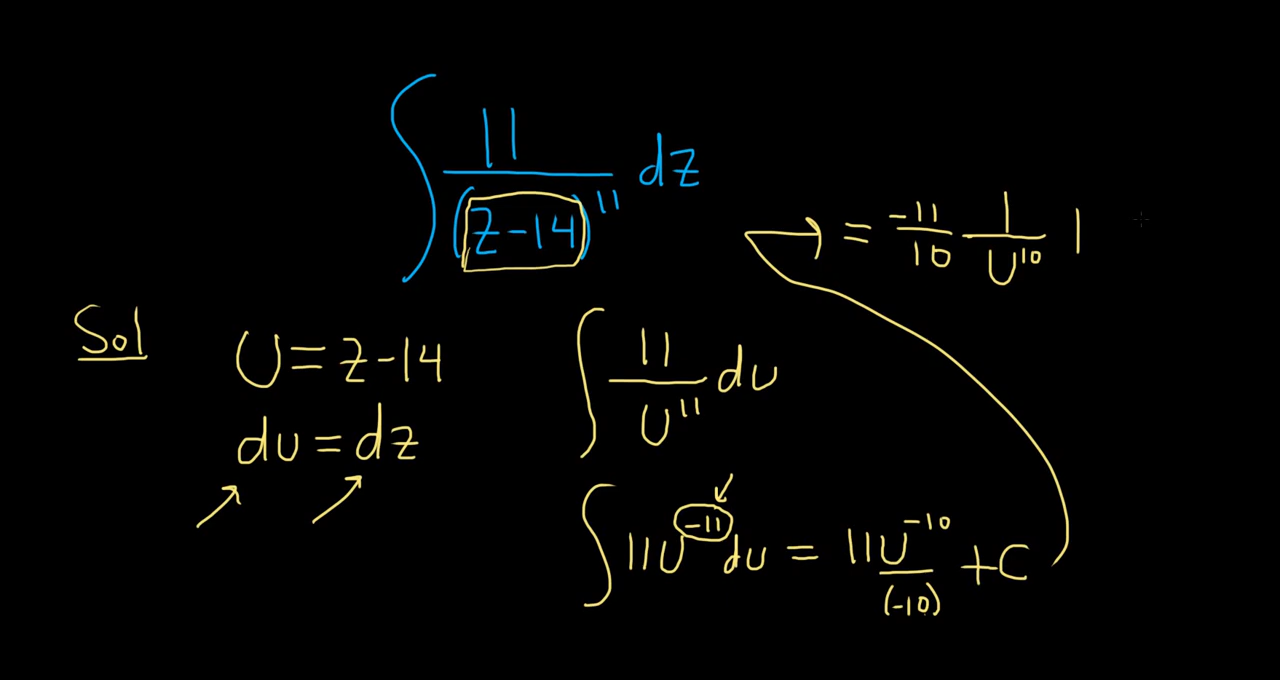 ∫ 11/(z-14)^11 dz
Sol
U = z-14
du = dz
∫ 11/U^11 du
∫ 11U^-11 du = 11U^-10/(-10) + C
= -11/10 1/U^10 |